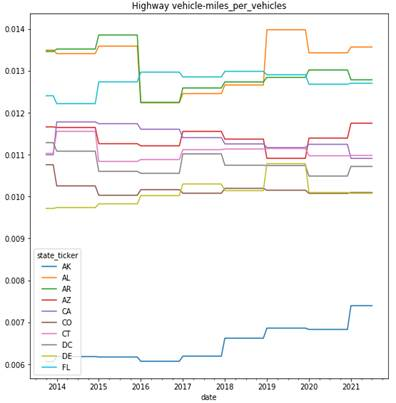 Highway vehicle-miles_per_vehicles
0.014
0.013
0.012
0.011
0.010
0.009
0.008
0.007
0.006
state_ticker
AK
AL
AR
AZ
CA
CO
CT
DC
DE
FL
2014 2015 2016 2017 2018 2019 2020 2021
date